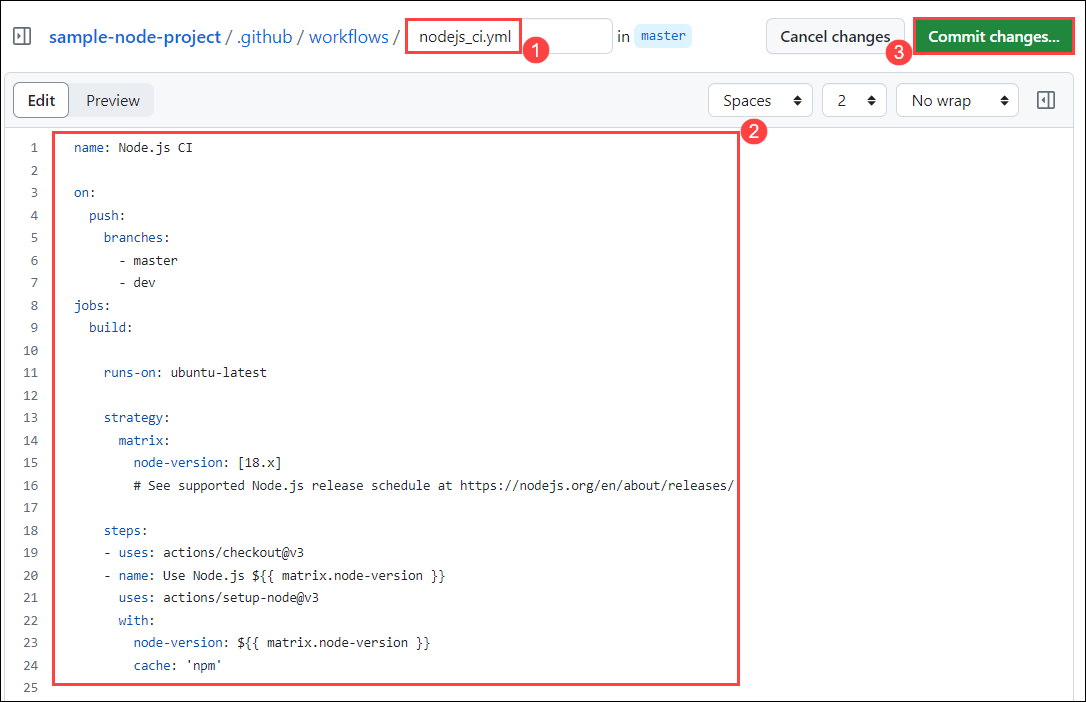 sample-node-project / .github / workflows / nodejs_ci.yml in master Cancel changes Commit changes...
1
3
Edit Preview Spaces 2 No wrap
2
1 name: Node.js CI
2
3 on:
4 push:
5 branches:
6 - master
7 - dev
8 jobs:
9 build:
10
11 runs-on: ubuntu-latest
12
13 strategy:
14 matrix:
15 node-version: [18.x]
16 # See supported Node.js release schedule at https://nodejs.org/en/about/releases/
17
18 steps:
19 - uses: actions/checkout@v3
20 - name: Use Node.js ${{ matrix.node-version }}
21 uses: actions/setup-node@v3
22 with:
23 node-version: ${{ matrix.node-version }}
24 cache: 'npm'
25